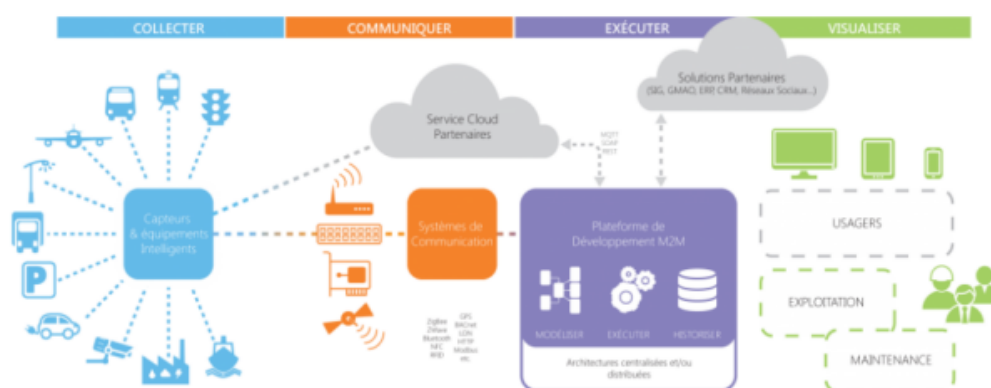 COLLECTER
COMMUNIQUER
EXÉCUTER
VISUALISER
Solutions Partenaires
(SIG, GMAO, ERP, CRM, Réseaux Sociaux...)
Service Cloud
Partenaires
MQTT
SOAP
REST
Capteurs
& équipements
Intelligents
P
Systèmes de
Communication
Plateforme de
Développement M2M
MODÉLISER
EXÉCUTER
HISTORISER
Architectures centralisées et/ou
distribuées
ZigBee
ZWave
Bluetooth
NFC
RFID
GPS
BACnet
LON
HTTP
Modbus
etc.
USAGERS
EXPLOITATION
MAINTENANCE